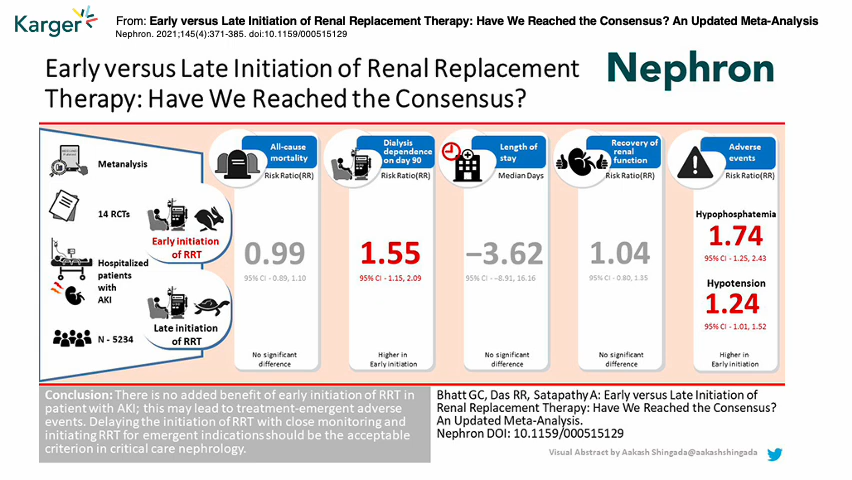 Karger
From: Early versus Late Initiation of Renal Replacement Therapy: Have We Reached the Consensus? An Updated Meta-Analysis
Nephron. 2021;145(4):371-385. doi:10.1159/000515129
Early versus Late Initiation of Renal Replacement
Therapy: Have We Reached the Consensus?
Nephron
Metanalysis
14 RCTs
Hospitalized
patients
with
AKI
N - 5234
Early initiation
of RRT
Late initiation
of RRT
All-cause
mortality
Risk Ratio(RR)
0.99
95% CI - 0.89, 1.10
No significant
difference
Dialysis
dependence
on day 90
Risk Ratio(RR)
1.55
95% CI - 1.15, 2.09
Higher in
Early initiation
Length of
stay
Median Days
−3.62
95% CI - −8.91, 16.16
No significant
difference
Recovery of
renal
function
Risk Ratio(RR)
1.04
95% CI - 0.80, 1.35
No significant
difference
Adverse
events
Risk Ratio(RR)
Hypophosphatemia
1.74
95% CI - 1.25, 2.43
Hypotension
1.24
95% CI - 1.01, 1.52
Higher in
Early initiation
Conclusion: There is no added benefit of early initiation of RRT in
patient with AKI; this may lead to treatment-emergent adverse
events. Delaying the initiation of RRT with close monitoring and
initiating RRT for emergent indications should be the acceptable
criterion in critical care nephrology.
Bhatt GC, Das RR, Satapathy A: Early versus Late Initiation of
Renal Replacement Therapy: Have We Reached the Consensus?
An Updated Meta-Analysis.
Nephron DOI: 10.1159/000515129
Visual Abstract by Aakash Shingada@aakashshingada